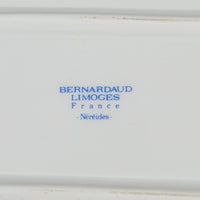 BERNARDAUD
LIMOGES
France
- Néréides -